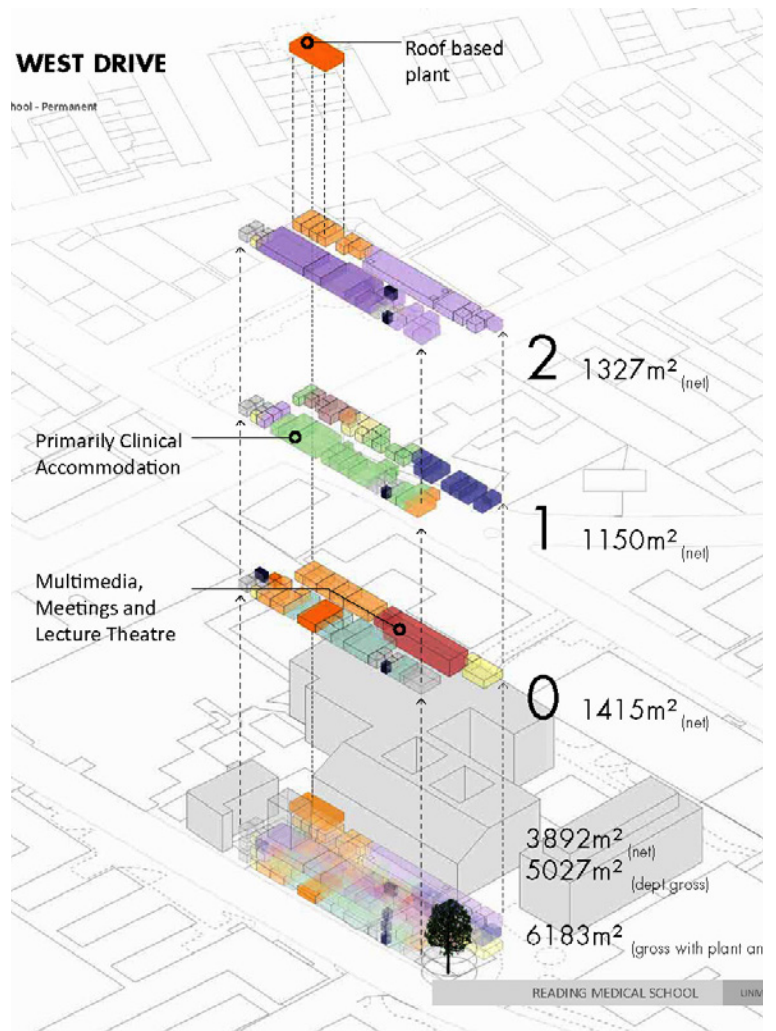 Roof based
plant
WEST DRIVE
hool - Permanent
2 1327m² (net)
Primarily Clinical
Accommodation
1 1150m² (net)
Multimedia,
Meetings and
Lecture Theatre
0 1415m² (net)
3892m² (net)
5027m² (dept gross)
6183m² (gross with plant an
READING MEDICAL SCHOOL